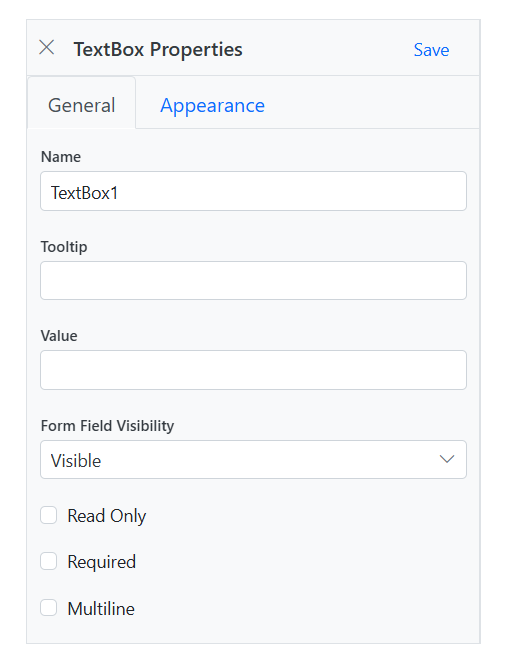 TextBox Properties Save
General Appearance
Name
TextBox1
Tooltip
Value
Form Field Visibility
Visible
Read Only
Required
Multiline